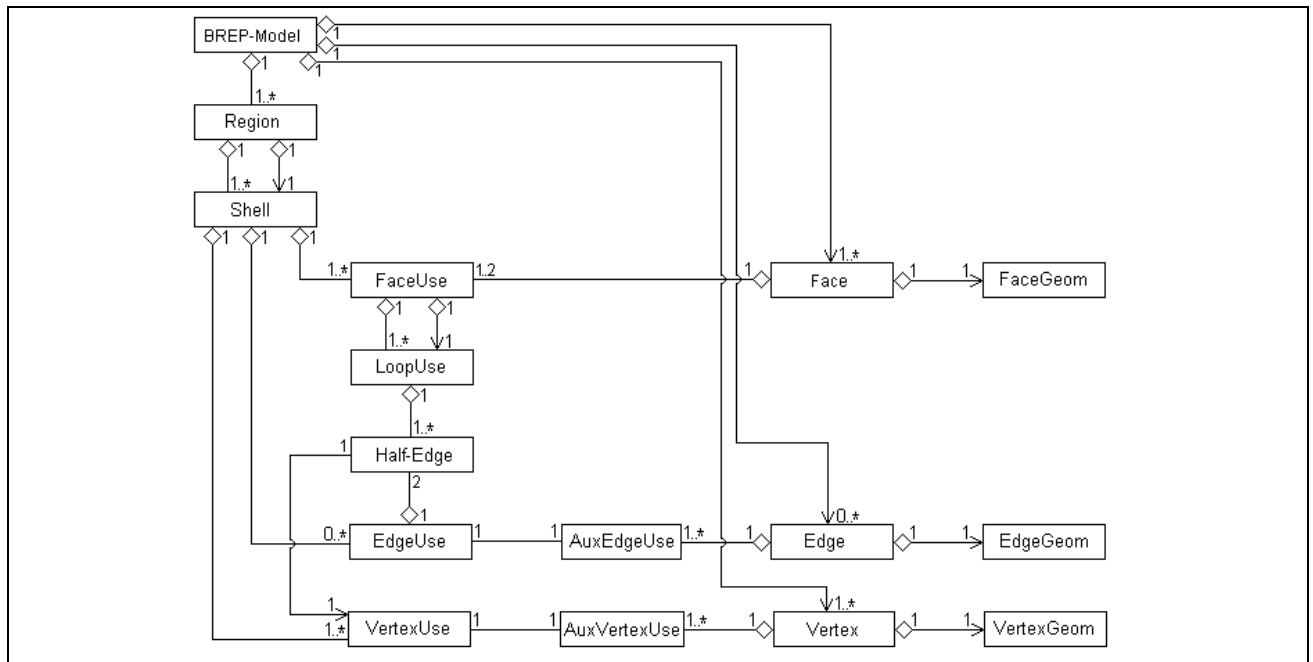 BREP-Model
1
1
1
1
1..*
Region
1
1
1..*
1
Shell
1
1
1
1..*
FaceUse
1..2
1
1..*
Face
1
1
FaceGeom
1
1
1..*
1
LoopUse
1
1..*
1
Half-Edge
2
1
0..*
EdgeUse
1
1
AuxEdgeUse
1..*
1
0..*
Edge
1
1
EdgeGeom
1
1..*
VertexUse
1
1
AuxVertexUse
1..*
1
1..*
Vertex
1
1
VertexGeom